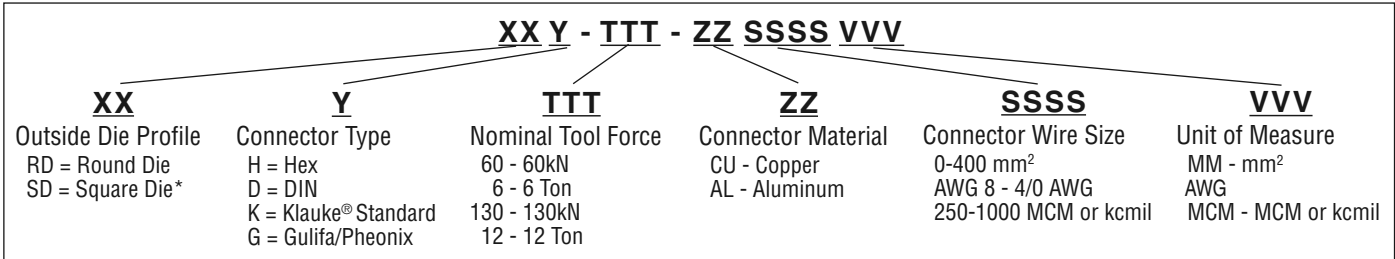 XX Y - TTT - ZZ SSSS VVV
XX Y TTT ZZ SSSS VVV
Outside Die Profile Connector Type Nominal Tool Force Connector Material Connector Wire Size Unit of Measure
RD = Round Die H = Hex 60 - 60kN CU - Copper 0-400 mm² MM - mm²
SD = Square Die* D = DIN 6 - 6 Ton AL - Aluminum AWG 8 - 4/0 AWG AWG
K = Klauke® Standard 130 - 130kN 250-1000 MCM or kcmil MCM - MCM or kcmil
G = Gulifa/Pheonix 12 - 12 Ton